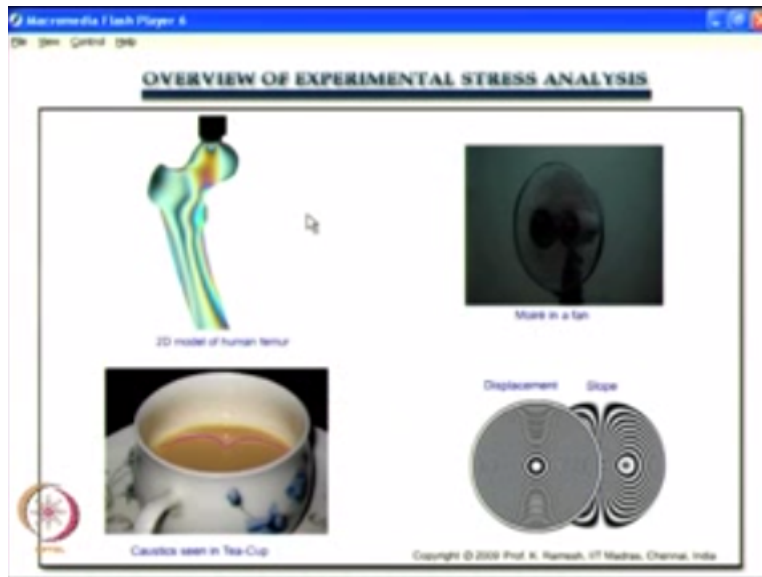 Macromedia Flash Player 6
File View Control Help
OVERVIEW OF EXPERIMENTAL STRESS ANALYSIS
2D model of human femur
Moiré in a fan
Displacement Slope
Caustics seen in Tea-Cup
NPTEL
Copyright © 2009 Prof. K. Ramesh, IIT Madras, Chennai, India